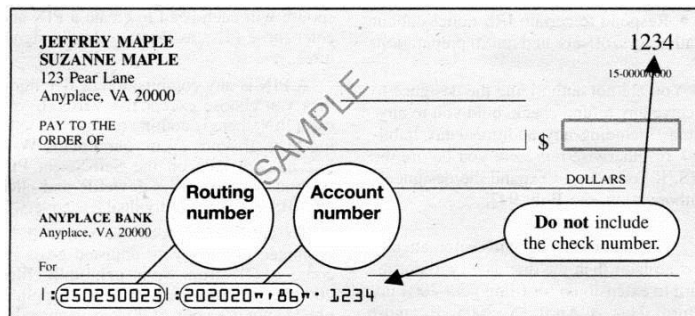 JEFFREY MAPLE
SUZANNE MAPLE
123 Pear Lane
Anyplace, VA 20000
1234
15-0000/0000
PAY TO THE
ORDER OF
$
SAMPLE
DOLLARS
Routing
number
Account
number
ANYPLACE BANK
Anyplace, VA 20000
Do not include
the check number.
For
|:250250025|:202020"'86"' 1234